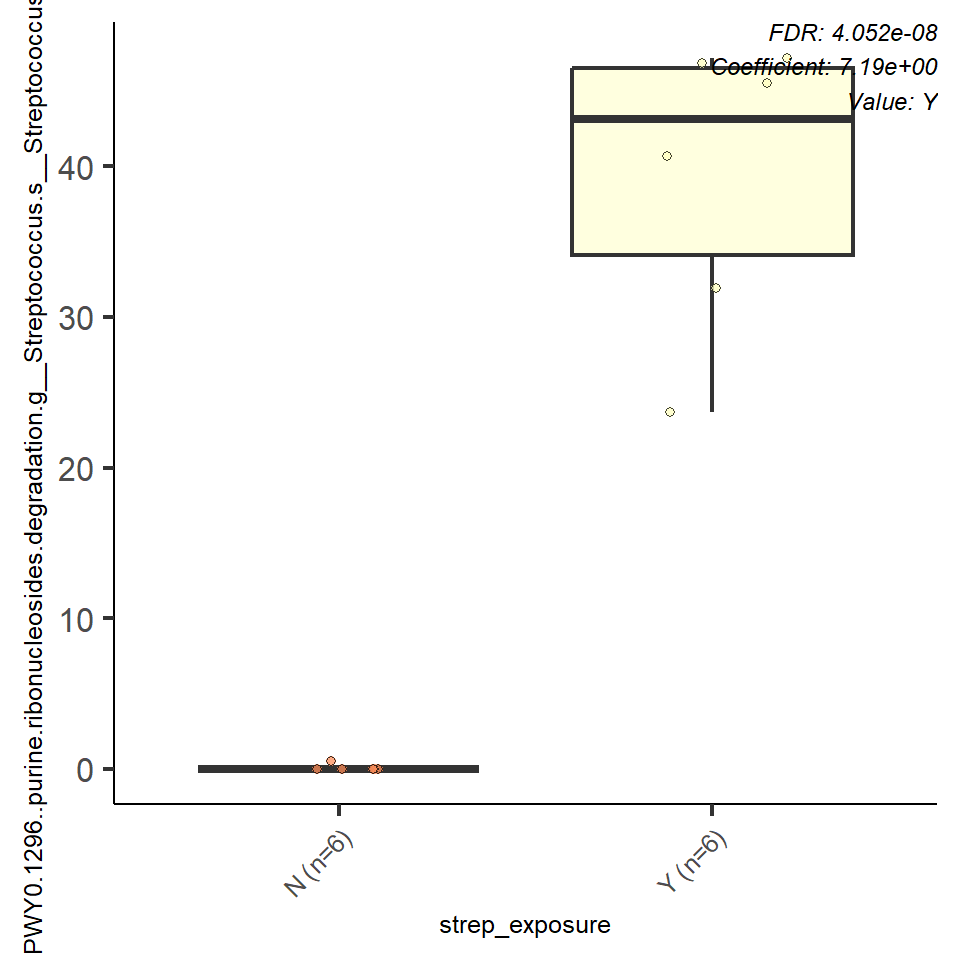 FDR: 4.052e-08
Coefficient: 7.19e+00
Value: Y
PWY0.1296..purine.ribonucleosides.degradation.g__Streptococcus.s__Streptococcus
40
30
20
10
0
N (n=6)
Y (n=6)
strep_exposure